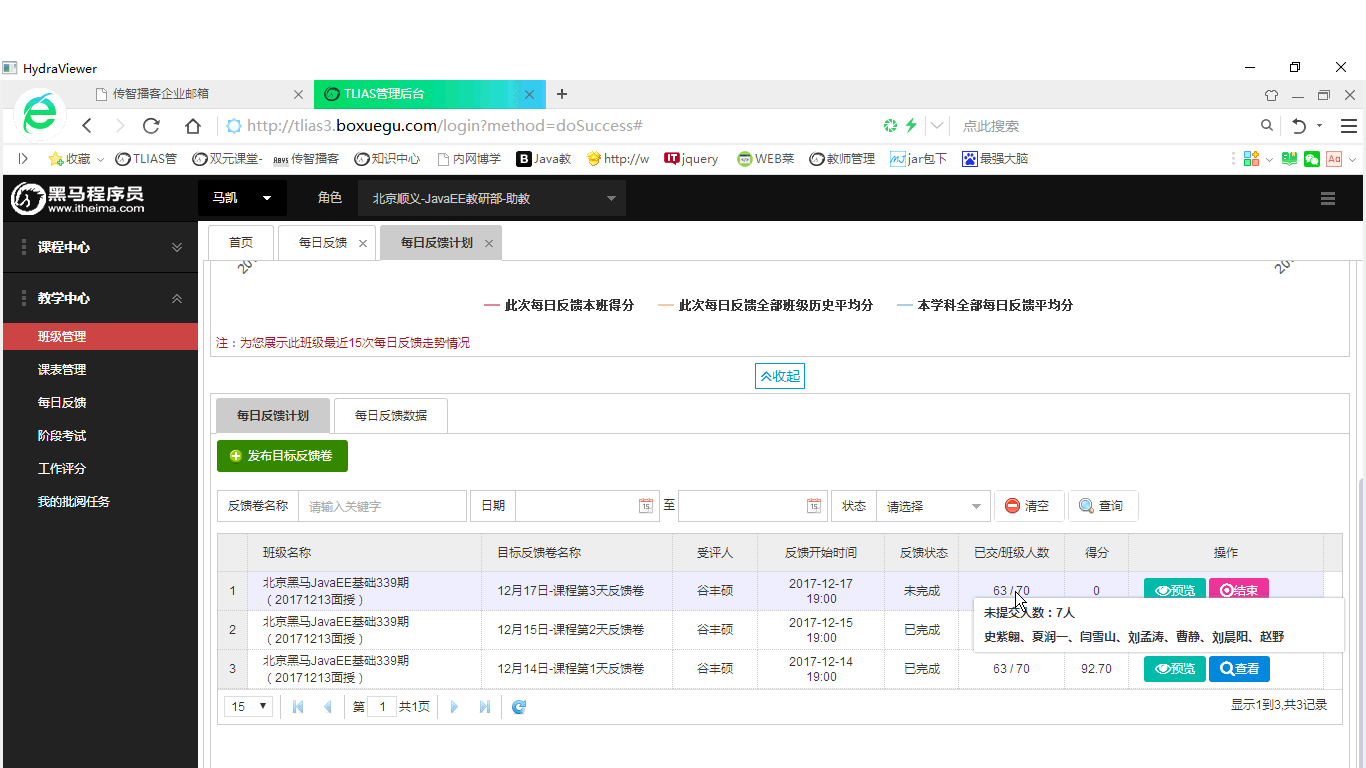 HydraViewer
传智播客企业邮箱
TLIAS管理后台
http://tlias3.boxuegu.com/login?method=doSuccess#
点此搜索
收藏
TLIAS管
双元课堂-
传智播客
知识中心
内网博学
Java教
http://w
jquery
WEB菜
教师管理
jar包下
最强大脑
黑马程序员
www.itheima.com
马凯
角色
北京顺义-JavaEE教研部-助教
课程中心
教学中心
班级管理
课表管理
每日反馈
阶段考试
工作评分
我的批阅任务
首页
每日反馈
每日反馈计划
此次每日反馈本班得分
此次每日反馈全部班级历史平均分
本学科全部每日反馈平均分
注：为您展示此班级最近15次每日反馈走势情况
收起
每日反馈计划
每日反馈数据
发布目标反馈卷
反馈卷名称
请输入关键字
日期
至
状态
请选择
清空
查询
班级名称 目标反馈卷名称 受评人 反馈开始时间 反馈状态 已交/班级人数 得分 操作
1 北京黑马JavaEE基础339期（20171213面授） 12月17日-课程第3天反馈卷 谷丰硕 2017-12-17 19:00 未完成 63 / 70 0 预览 结束
未提交人数：7人
史紫翱、夏润一、闫雪山、刘孟涛、曹静、刘晨阳、赵野
2 北京黑马JavaEE基础339期（20171213面授） 12月15日-课程第2天反馈卷 谷丰硕 2017-12-15 19:00 已完成
3 北京黑马JavaEE基础339期（20171213面授） 12月14日-课程第1天反馈卷 谷丰硕 2017-12-14 19:00 已完成 63 / 70 92.70 预览 查看
15
第 1 共1页
显示1到3,共3记录